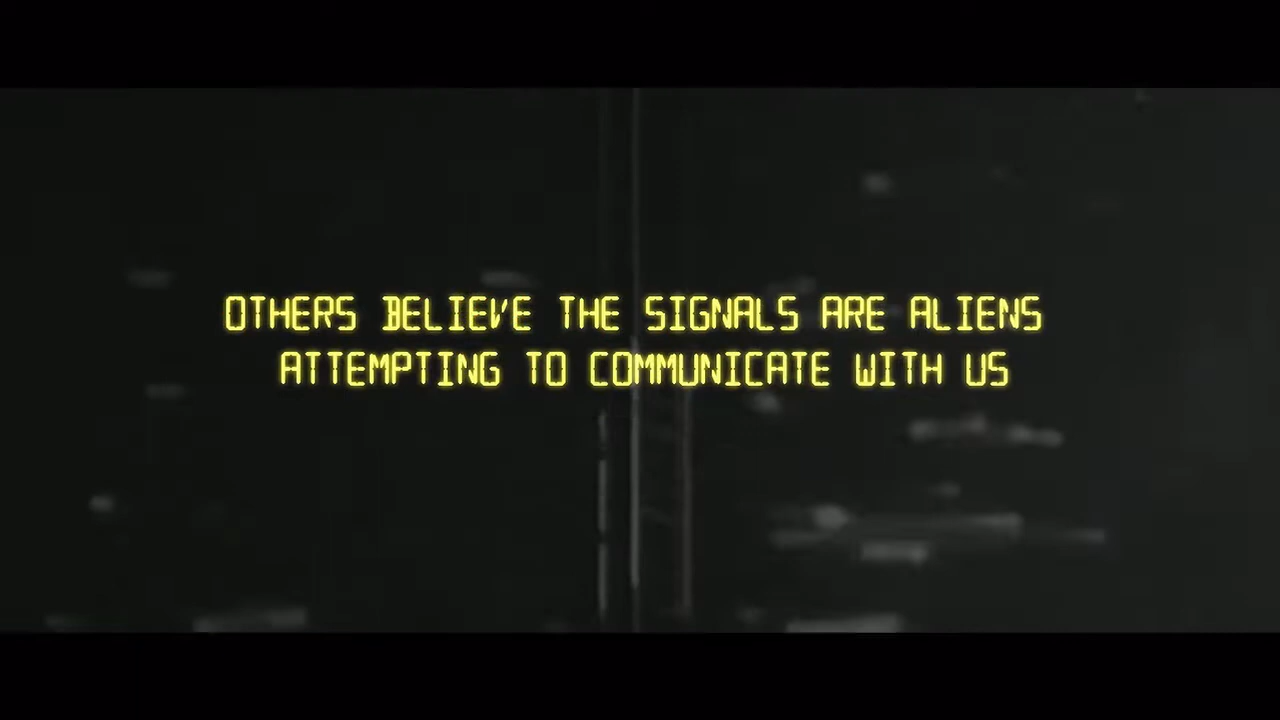 OTHERS BELIEVE THE SIGNALS ARE ALIENS
ATTEMPTING TO COMMUNICATE WITH US